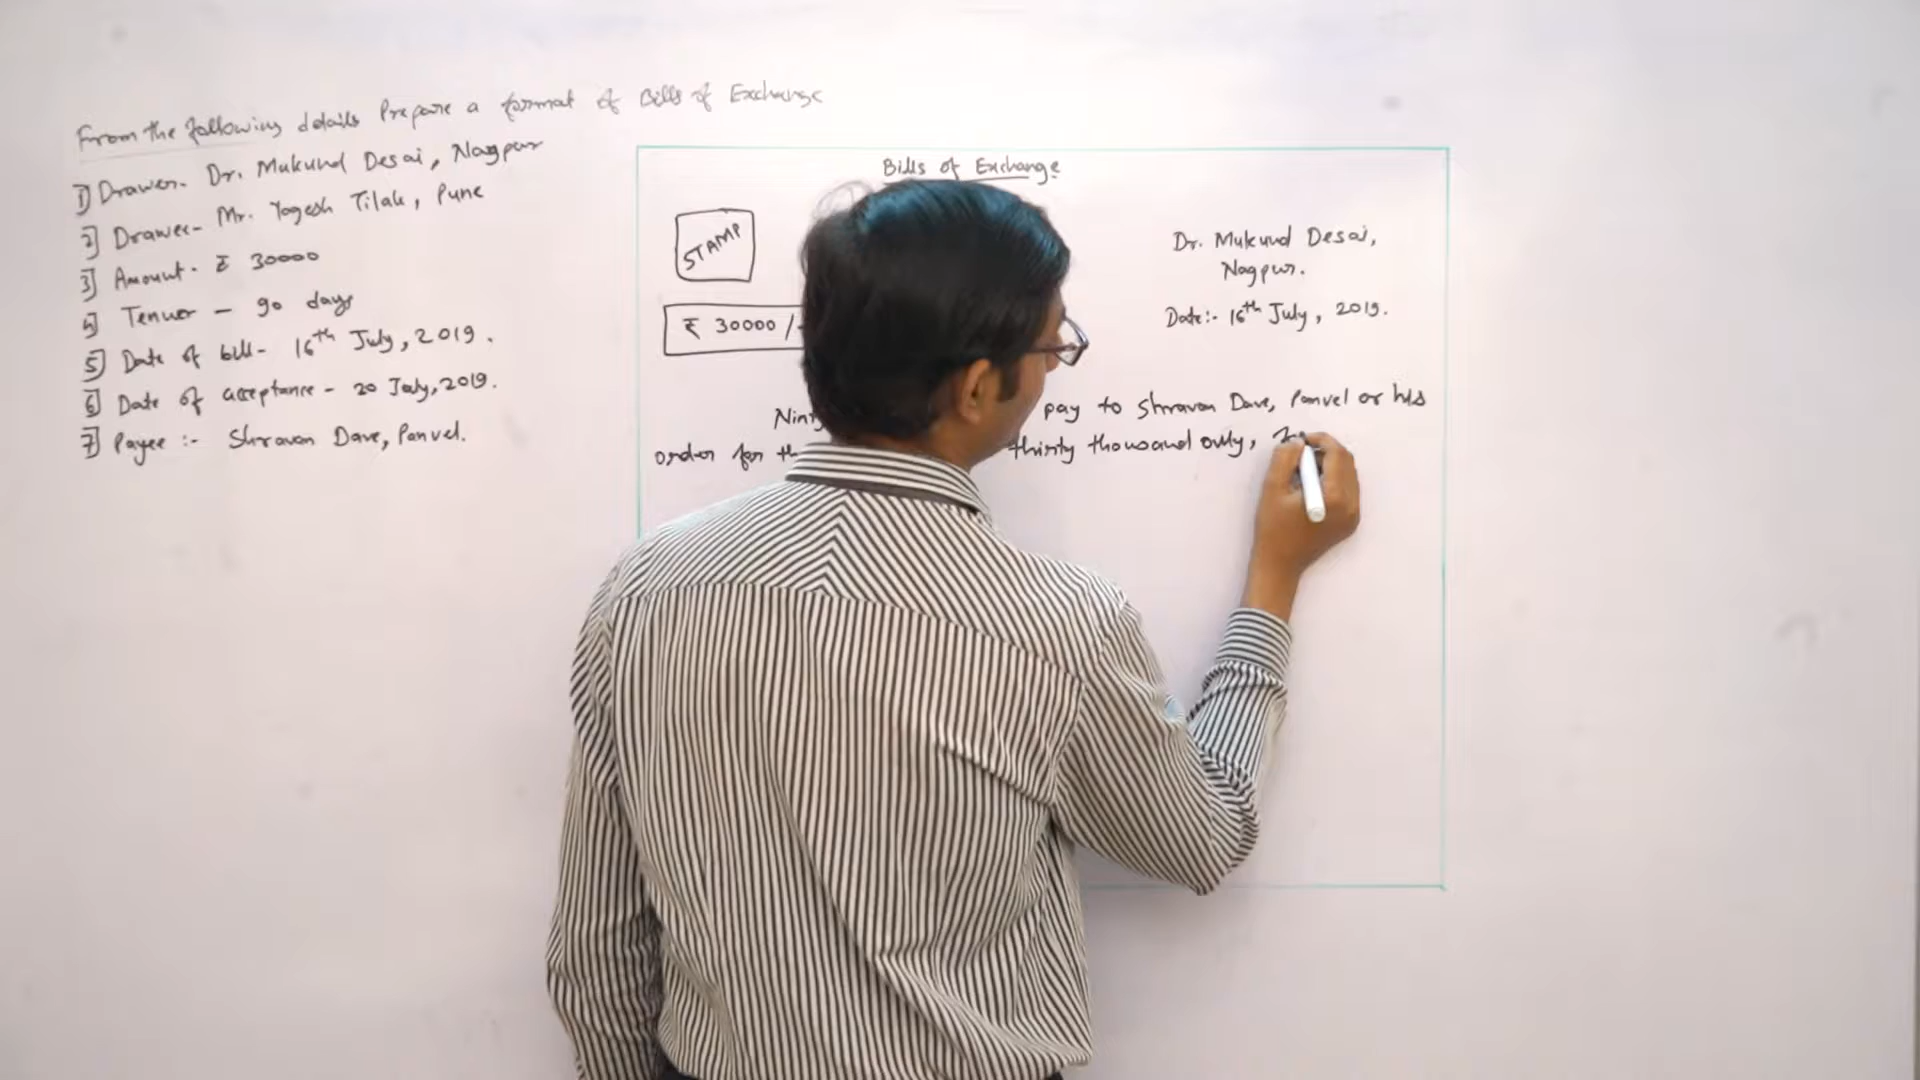 From the following details Prepare a format of Bills of Exchange
1] Drawer- Dr. Mukund Desai, Nagpur
2] Drawee- Mr. Yogesh Tilak, Pune
3] Amount- ₹ 30000
4] Tenuer - 90 days
5] Date of bill- 16th July, 2019.
6] Date of acceptance - 20 July, 2019.
7] Payee :- Shravan Dave, Panvel.
Bills of Exchange
STAMP
Dr. Mukund Desai,
Nagpur.
Date:- 16th July, 2019.
₹ 30000/-
pay to Shravan Dave, Panvel or his
order for thirty thousand only,